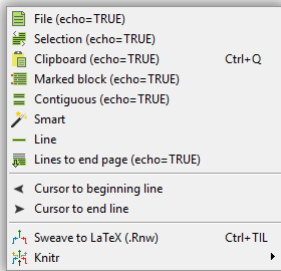 File (echo=TRUE)
Selection (echo=TRUE)
Clipboard (echo=TRUE) Ctrl+Q
Marked block (echo=TRUE)
Contiguous (echo=TRUE)
Smart
Line
Lines to end page (echo=TRUE)
Cursor to beginning line
Cursor to end line
Sweave to LaTeX (.Rnw) Ctrl+TIL
Knitr